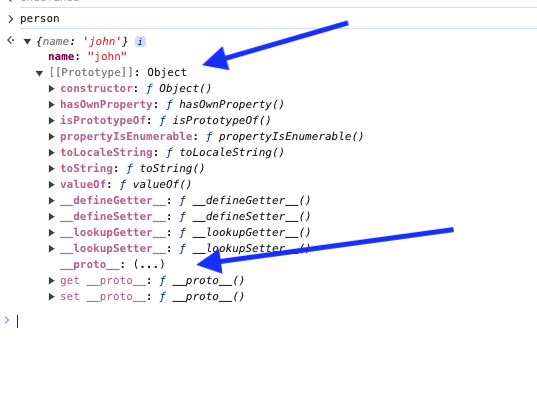 person
{name: 'john'} i
name: "john"
[[Prototype]]: Object
constructor: ƒ Object()
hasOwnProperty: ƒ hasOwnProperty()
isPrototypeOf: ƒ isPrototypeOf()
propertyIsEnumerable: ƒ propertyIsEnumerable()
toLocaleString: ƒ toLocaleString()
toString: ƒ toString()
valueOf: ƒ valueOf()
__defineGetter__: ƒ __defineGetter__()
__defineSetter__: ƒ __defineSetter__()
__lookupGetter__: ƒ __lookupGetter__()
__lookupSetter__: ƒ __lookupSetter__()
__proto__: (...)
get __proto__: ƒ __proto__()
set __proto__: ƒ __proto__()